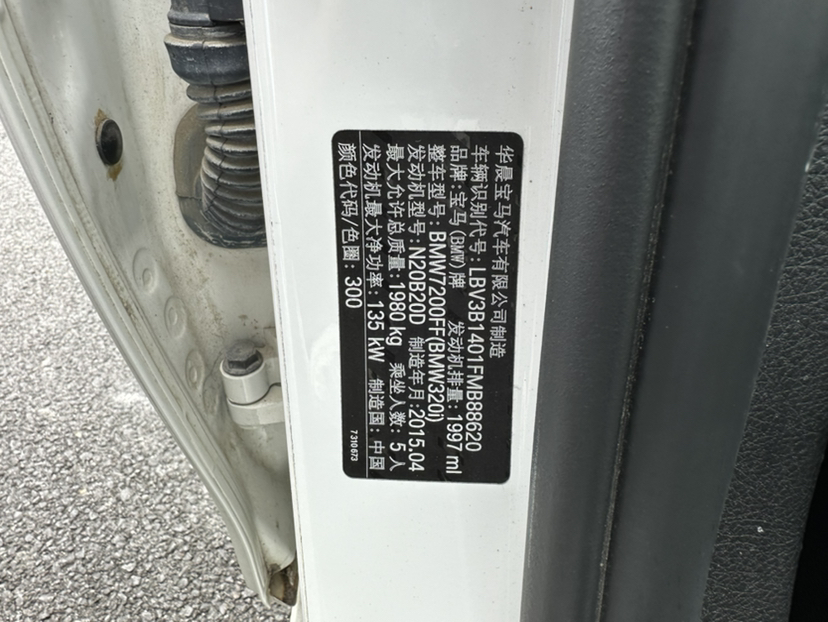 华晨宝马汽车有限公司制造
车辆识别代号: LBV3B1401FMB88620
品牌:宝马(BMW)牌 发动机排量: 1997 ml
整车型号: BMW7200FF(BMW320i)
发动机型号: N20B20D 制造年月:2015.04
最大允许总质量:1980 kg 乘坐人数: 5 人
发动机最大净功率: 135 kW 制造国: 中国
颜色代码/色圈: 300
7 310 673